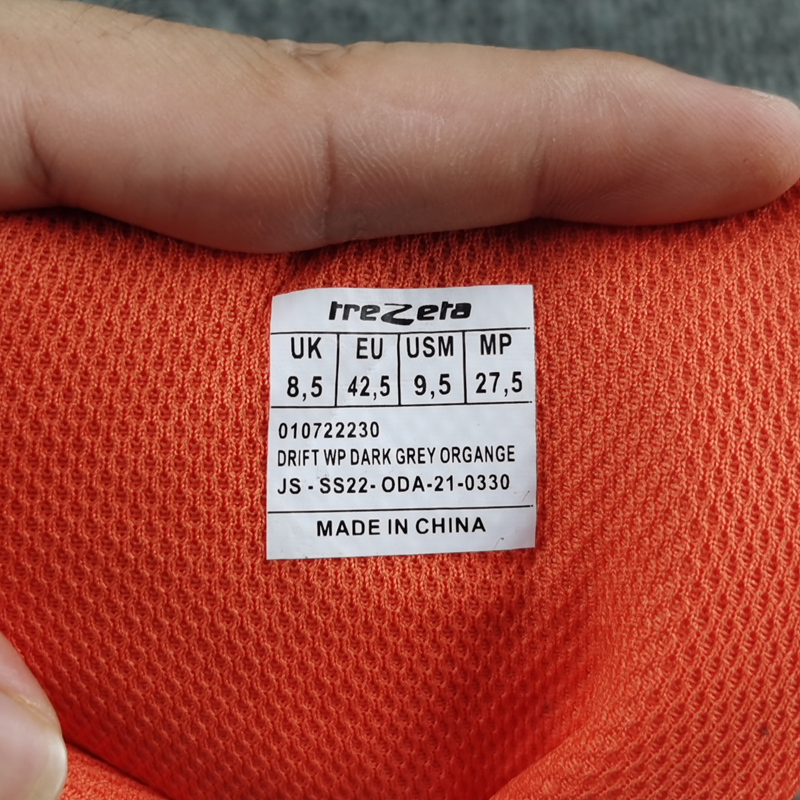 treZeta
UK EU USM MP
8,5 42,5 9,5 27,5
010722230
DRIFT WP DARK GREY ORGANGE
JS - SS22- ODA-21-0330
MADE IN CHINA